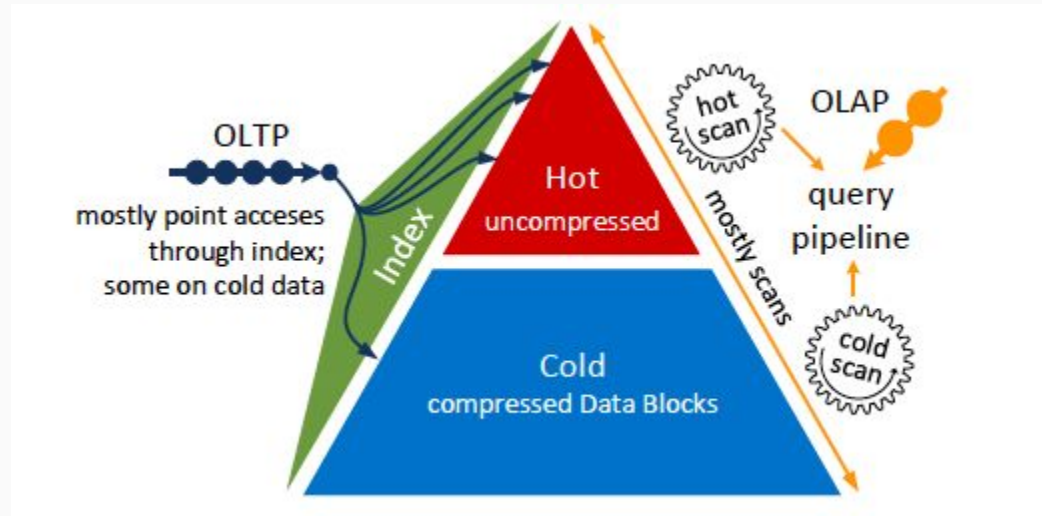 OLTP
mostly point acceses
through index;
some on cold data
Index
Hot
uncompressed
Cold
compressed Data Blocks
mostly scans
hot
scan
OLAP
query
pipeline
cold
scan